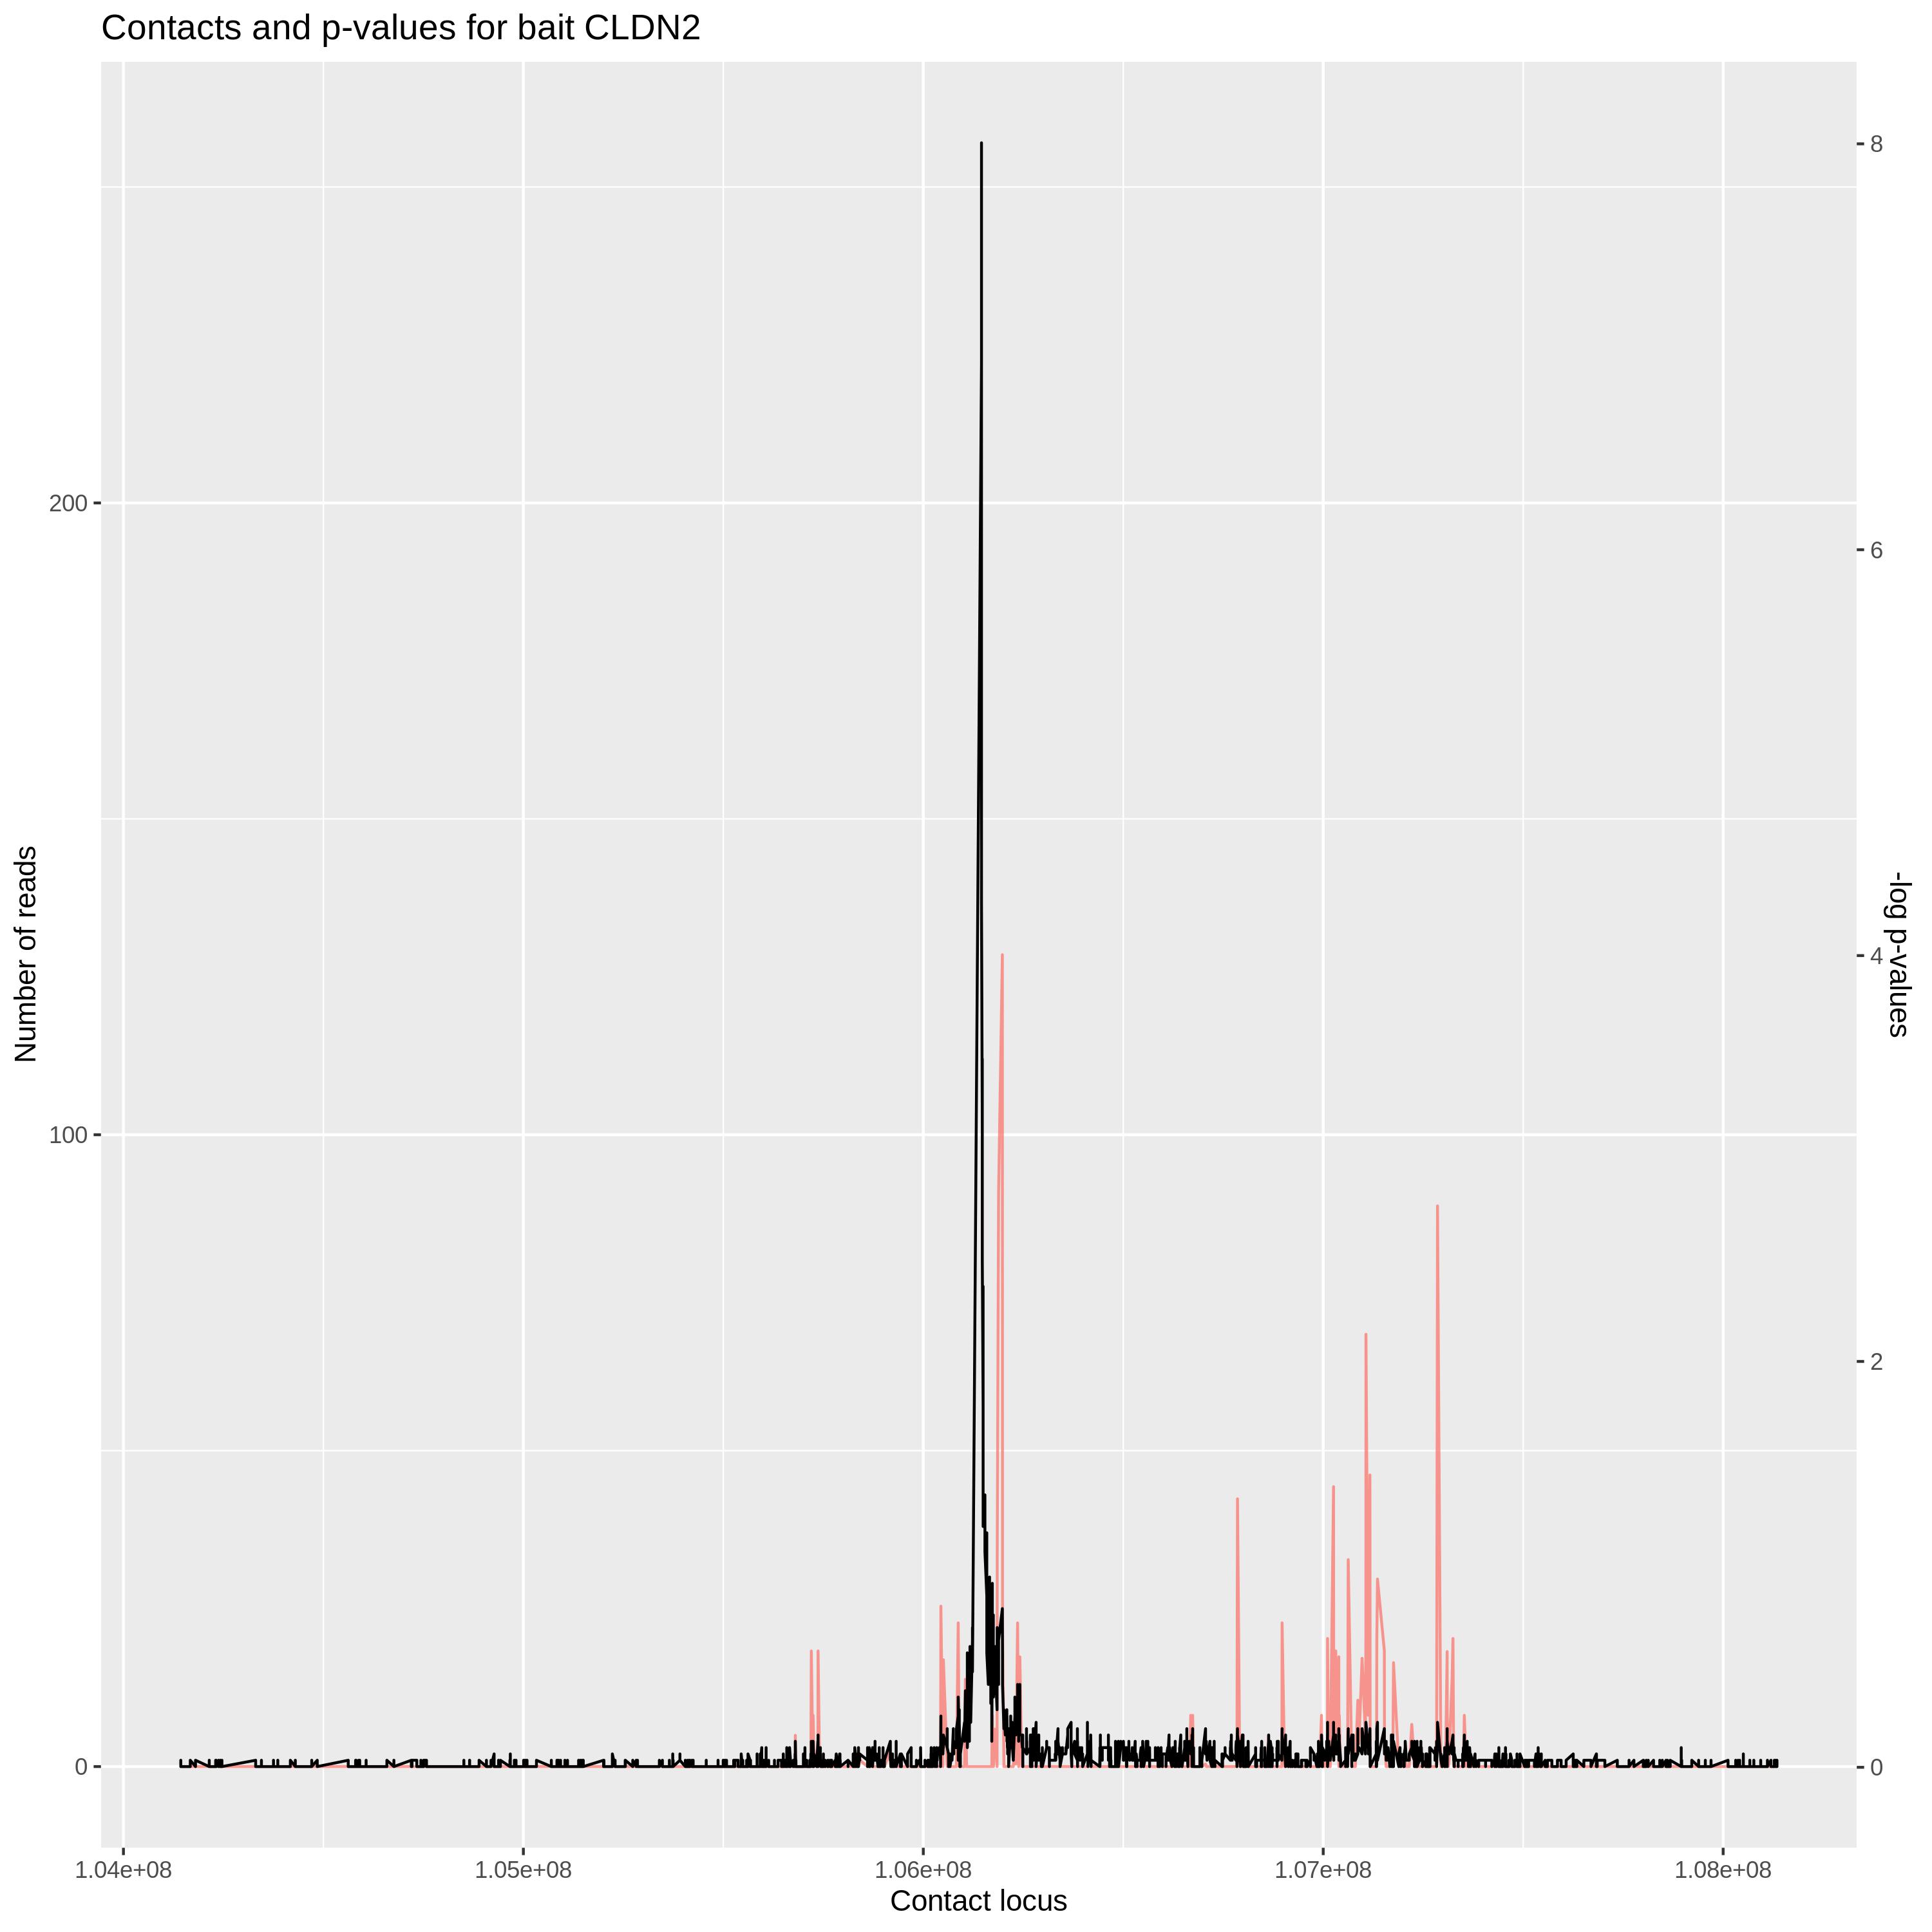 Contacts and p-values for bait CLDN2
8
200
6
Number of reads
-log p-values
4
100
2
0
0
1.04e+08
1.05e+08
1.06e+08
1.07e+08
1.08e+08
Contact locus